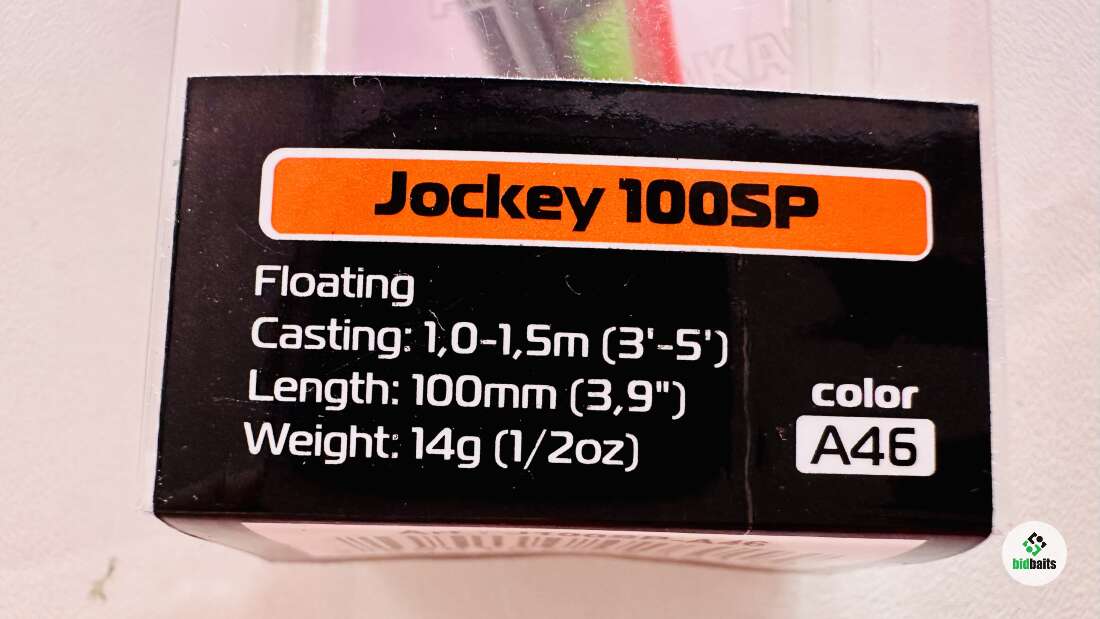 Jockey 100SP
Floating
Casting: 1,0-1,5m (3'-5')
Length: 100mm (3,9")
Weight: 14g (1/2oz)
color
A46
bidbaits